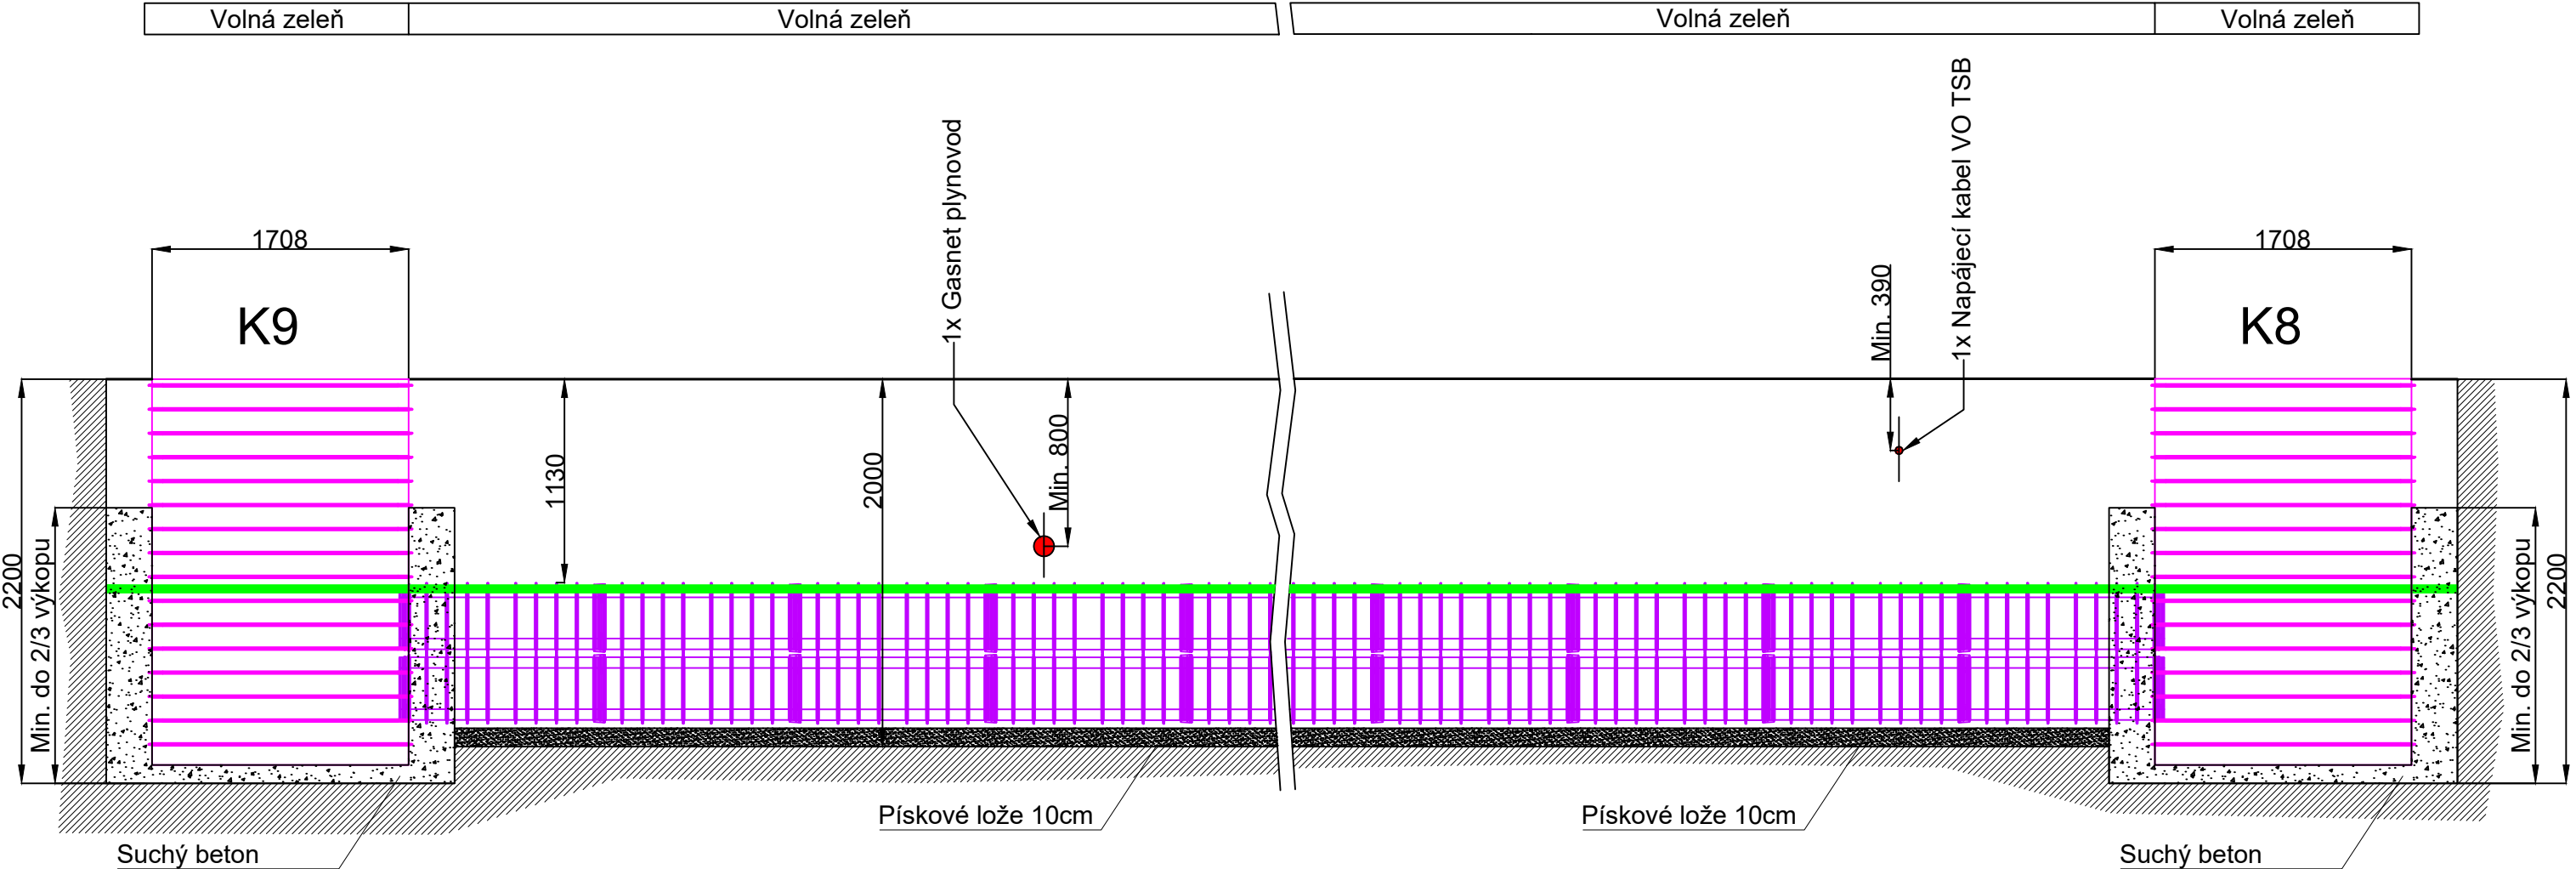 Volná zeleň
Volná zeleň
Volná zeleň
Volná zeleň
1x Gasnet plynovod
1x Napájecí kabel VO TSB
1708
1708
K9
K8
Min. 390
1130
2000
Min. 800
2200
Min. do 2/3 výkopu
Min. do 2/3 výkopu
2200
Pískové lože 10cm
Pískové lože 10cm
Suchý beton
Suchý beton